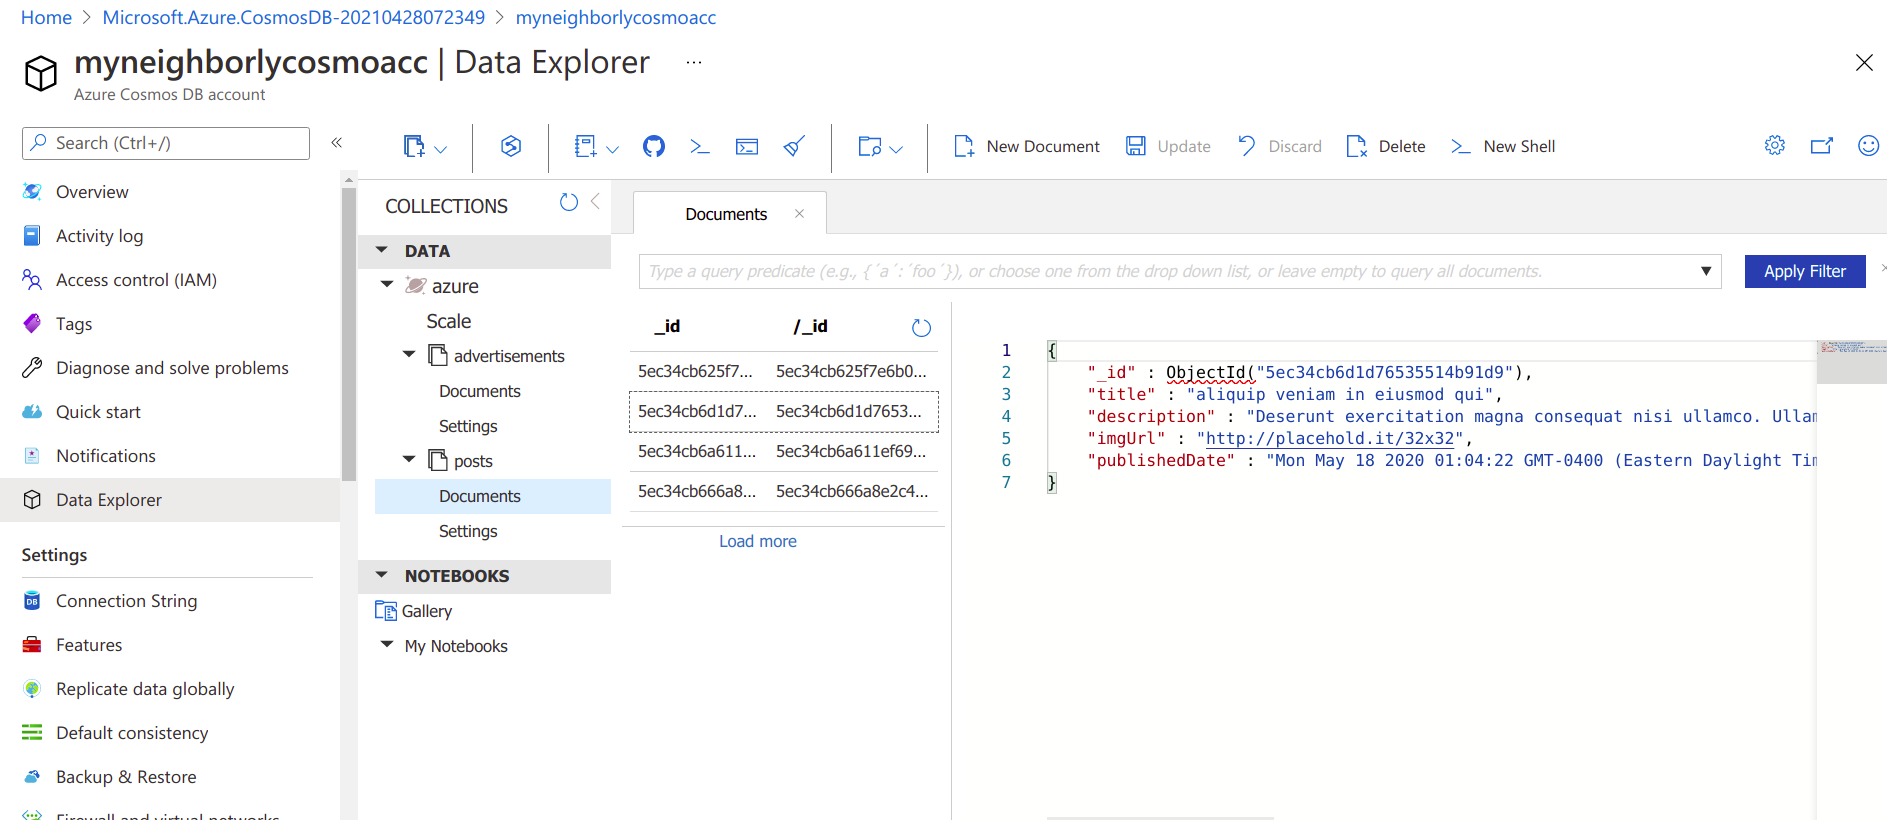 Home > Microsoft.Azure.CosmosDB-20210428072349 > myneighborlycosmoacc
myneighborlycosmoacc | Data Explorer ...
Azure Cosmos DB account
Search (Ctrl+/)
«
New Document
Update
Discard
Delete
New Shell
Overview
Activity log
Access control (IAM)
Tags
Diagnose and solve problems
Quick start
Notifications
Data Explorer
Settings
Connection String
Features
Replicate data globally
Default consistency
Backup & Restore
Firewall and virtual networks
COLLECTIONS
DATA
azure
Scale
advertisements
Documents
Settings
posts
Documents
Settings
NOTEBOOKS
Gallery
My Notebooks
Documents
Type a query predicate (e.g., {´a´:´foo´}), or choose one from the drop down list, or leave empty to query all documents.
Apply Filter
_id /_id
5ec34cb625f7... 5ec34cb625f7e6b0...
5ec34cb6d1d7... 5ec34cb6d1d7653...
5ec34cb6a611... 5ec34cb6a611ef69...
5ec34cb666a8... 5ec34cb666a8e2c4...
Load more
1 {
2 "_id" : ObjectId("5ec34cb6d1d76535514b91d9"),
3 "title" : "aliquip veniam in eiusmod qui",
4 "description" : "Deserunt exercitation magna consequat nisi ullamco. Ullam
5 "imgUrl" : "http://placehold.it/32x32",
6 "publishedDate" : "Mon May 18 2020 01:04:22 GMT-0400 (Eastern Daylight Tim
7 }